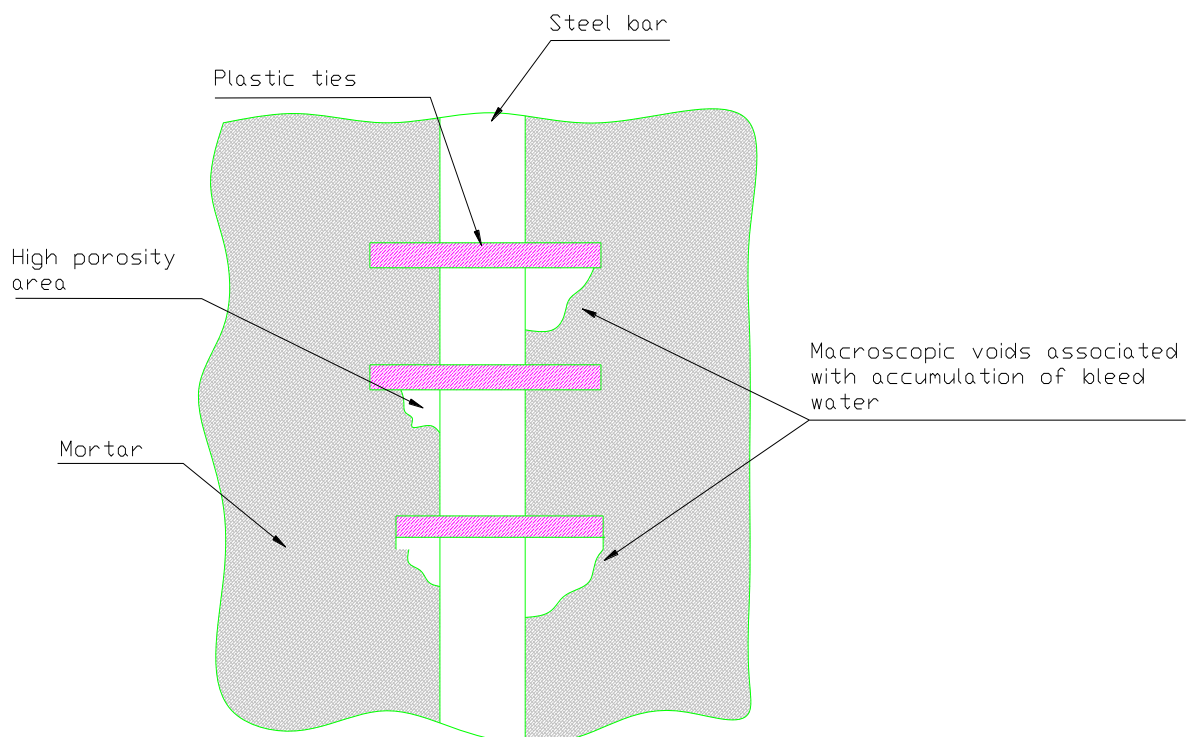 Steel bar
Plastic ties
High porosity
area
Macroscopic voids associated
with accumulation of bleed
water
Mortar